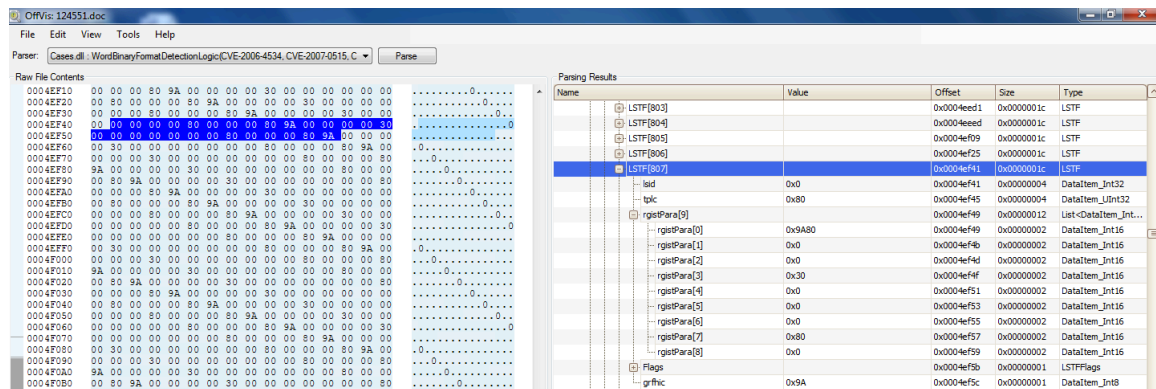 OffVis: 124551.doc
File Edit View Tools Help
Parser: Cases.dll : WordBinaryFormatDetectionLogic(CVE-2006-4534, CVE-2007-0515, C Parse
Raw File Contents
0004EF10 00 00 00 80 9A 00 00 00 00 30 00 00 00 00 00 00 .........0......
0004EF20 00 80 00 00 00 80 9A 00 00 00 00 30 00 00 00 00 ...........0....
0004EF30 00 00 00 80 00 00 00 80 9A 00 00 00 00 30 00 00 .............0..
0004EF40 00 00 00 00 00 80 00 00 00 80 9A 00 00 00 00 30 ...............0
0004EF50 00 00 00 00 00 00 00 80 00 00 00 80 9A 00 00 00 ................
0004EF60 00 30 00 00 00 00 00 00 00 80 00 00 00 80 9A 00 .0..............
0004EF70 00 00 00 30 00 00 00 00 00 00 00 80 00 00 00 80 ...0............
0004EF80 9A 00 00 00 00 30 00 00 00 00 00 00 00 80 00 00 .....0..........
0004EF90 00 80 9A 00 00 00 00 30 00 00 00 00 00 00 00 80 .......0........
0004EFA0 00 00 00 80 9A 00 00 00 00 30 00 00 00 00 00 00 .........0......
0004EFB0 00 80 00 00 00 80 9A 00 00 00 00 30 00 00 00 00 ...........0....
0004EFC0 00 00 00 80 00 00 00 80 9A 00 00 00 00 30 00 00 .............0..
0004EFD0 00 00 00 00 00 80 00 00 00 80 9A 00 00 00 00 30 ...............0
0004EFE0 00 00 00 00 00 00 00 80 00 00 00 80 9A 00 00 00 ................
0004EFF0 00 30 00 00 00 00 00 00 00 80 00 00 00 80 9A 00 .0..............
0004F000 00 00 00 30 00 00 00 00 00 00 00 80 00 00 00 80 ...0............
0004F010 9A 00 00 00 00 30 00 00 00 00 00 00 00 80 00 00 .....0..........
0004F020 00 80 9A 00 00 00 00 30 00 00 00 00 00 00 00 80 .......0........
0004F030 00 00 00 80 9A 00 00 00 00 30 00 00 00 00 00 00 .........0......
0004F040 00 80 00 00 00 80 9A 00 00 00 00 30 00 00 00 00 ...........0....
0004F050 00 00 00 80 00 00 00 80 9A 00 00 00 00 30 00 00 .............0..
0004F060 00 00 00 00 00 80 00 00 00 80 9A 00 00 00 00 30 ...............0
0004F070 00 00 00 00 00 00 00 80 00 00 00 80 9A 00 00 00 ................
0004F080 00 30 00 00 00 00 00 00 00 80 00 00 00 80 9A 00 .0..............
0004F090 00 00 00 30 00 00 00 00 00 00 00 80 00 00 00 80 ...0............
0004F0A0 9A 00 00 00 00 30 00 00 00 00 00 00 00 80 00 00 .....0..........
0004F0B0 00 80 9A 00 00 00 00 30 00 00 00 00 00 00 00 80 .......0........
Parsing Results
Name Value Offset Size Type
LSTF[803] 0x0004eed1 0x0000001c LSTF
LSTF[804] 0x0004eeed 0x0000001c LSTF
LSTF[805] 0x0004ef09 0x0000001c LSTF
LSTF[806] 0x0004ef25 0x0000001c LSTF
LSTF[807] 0x0004ef41 0x0000001c LSTF
lsid 0x0 0x0004ef41 0x00000004 DataItem_Int32
tplc 0x80 0x0004ef45 0x00000004 DataItem_UInt32
rgistPara[9] 0x0004ef49 0x00000012 List<DataItem_Int...
rgistPara[0] 0x9A80 0x0004ef49 0x00000002 DataItem_Int16
rgistPara[1] 0x0 0x0004ef4b 0x00000002 DataItem_Int16
rgistPara[2] 0x0 0x0004ef4d 0x00000002 DataItem_Int16
rgistPara[3] 0x30 0x0004ef4f 0x00000002 DataItem_Int16
rgistPara[4] 0x0 0x0004ef51 0x00000002 DataItem_Int16
rgistPara[5] 0x0 0x0004ef53 0x00000002 DataItem_Int16
rgistPara[6] 0x0 0x0004ef55 0x00000002 DataItem_Int16
rgistPara[7] 0x80 0x0004ef57 0x00000002 DataItem_Int16
rgistPara[8] 0x0 0x0004ef59 0x00000002 DataItem_Int16
Flags 0x0004ef5b 0x00000001 LSTFFlags
grfhic 0x9A 0x0004ef5c 0x00000001 DataItem_Int8